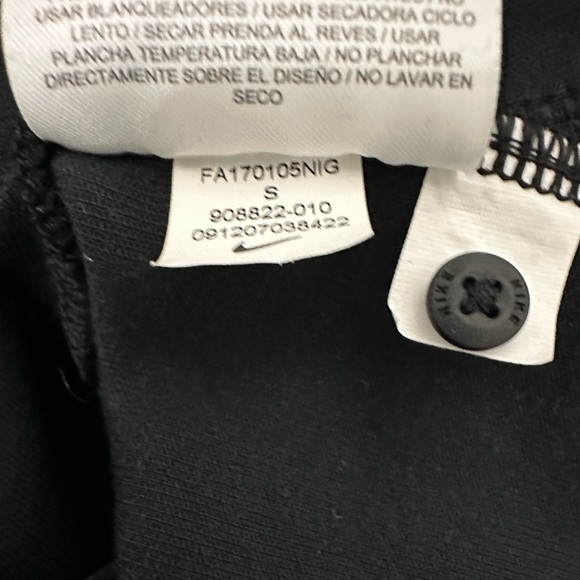 USAR BLANQUEADORES / USAR SECADORA CICLO
LENTO / SECAR PRENDA AL REVES / USAR
PLANCHA TEMPERATURA BAJA / NO PLANCHAR
DIRECTAMENTE SOBRE EL DISEÑO / NO LAVAR EN
SECO
FA170105NIG
S
908822-010
091207038422
NIKE NIKE